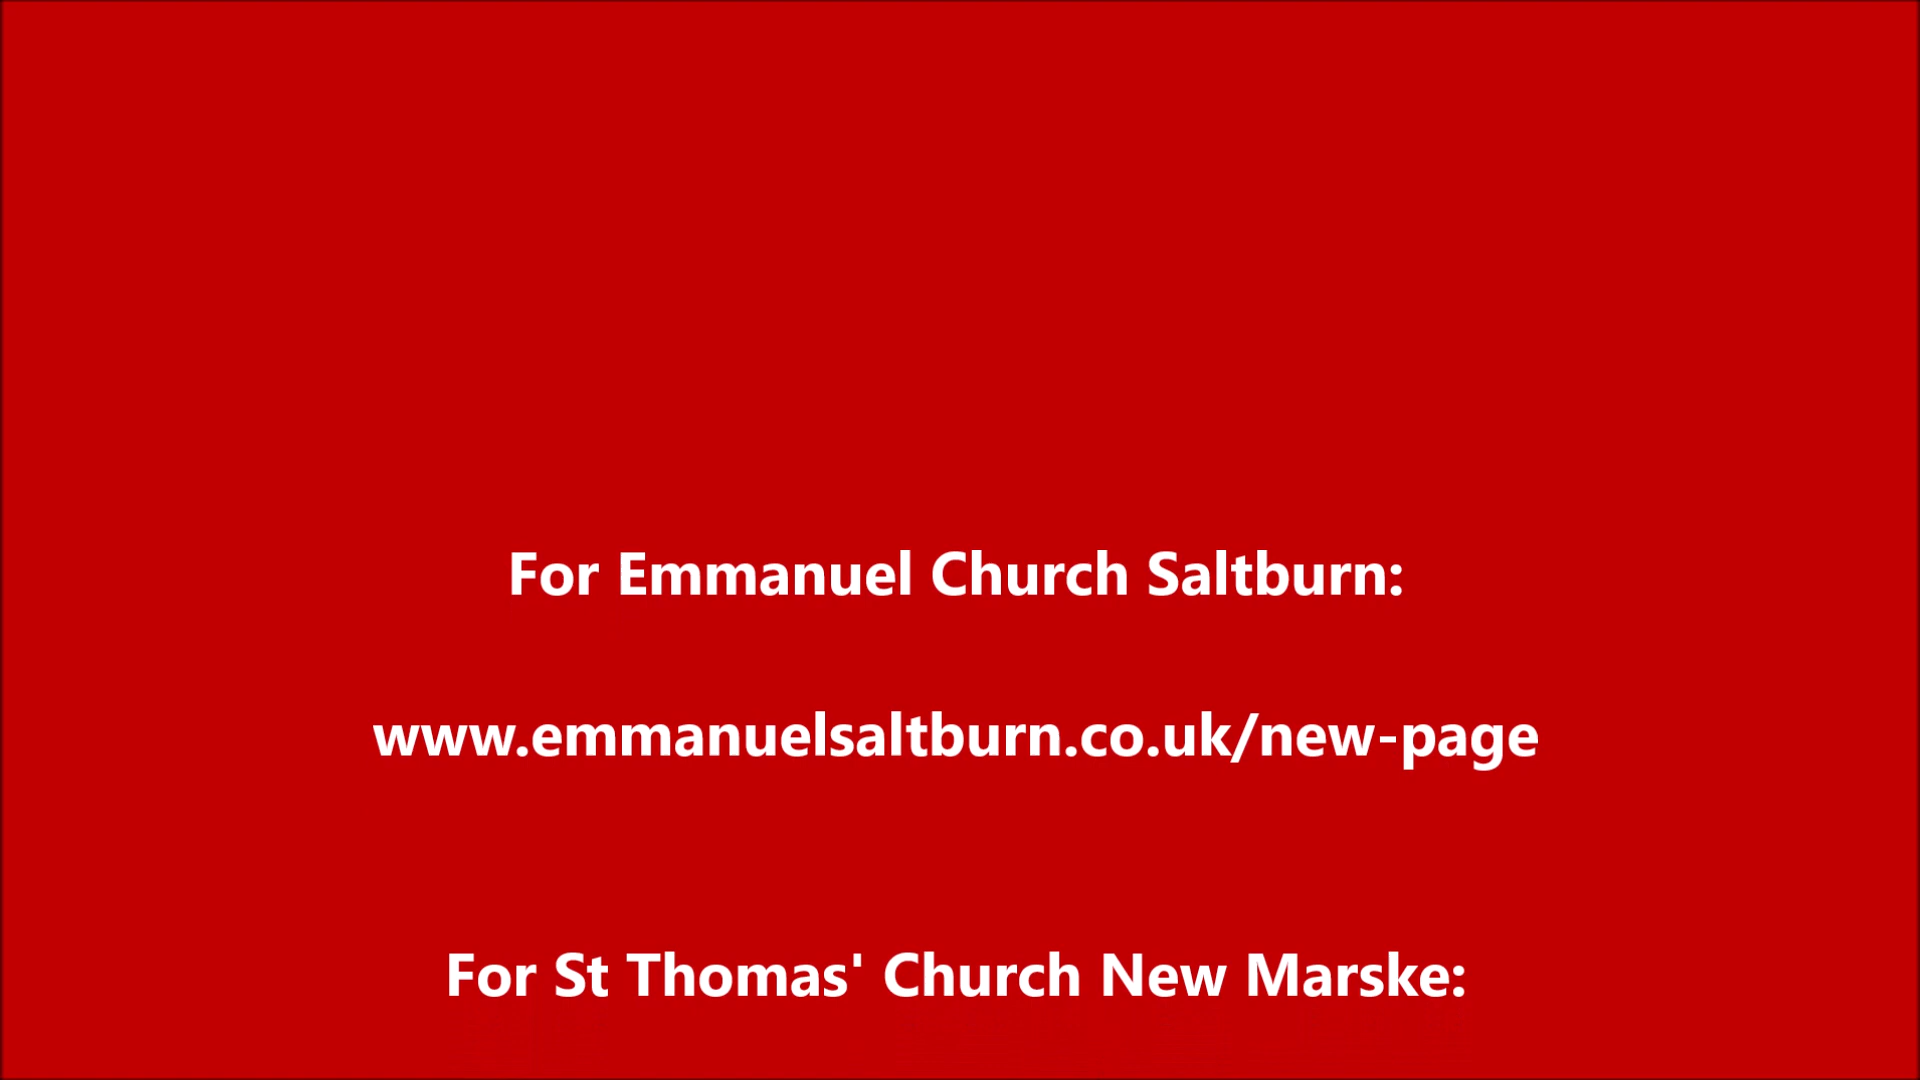 For Emmanuel Church Saltburn:
www.emmanuelsaltburn.co.uk/new-page
For St Thomas' Church New Marske: